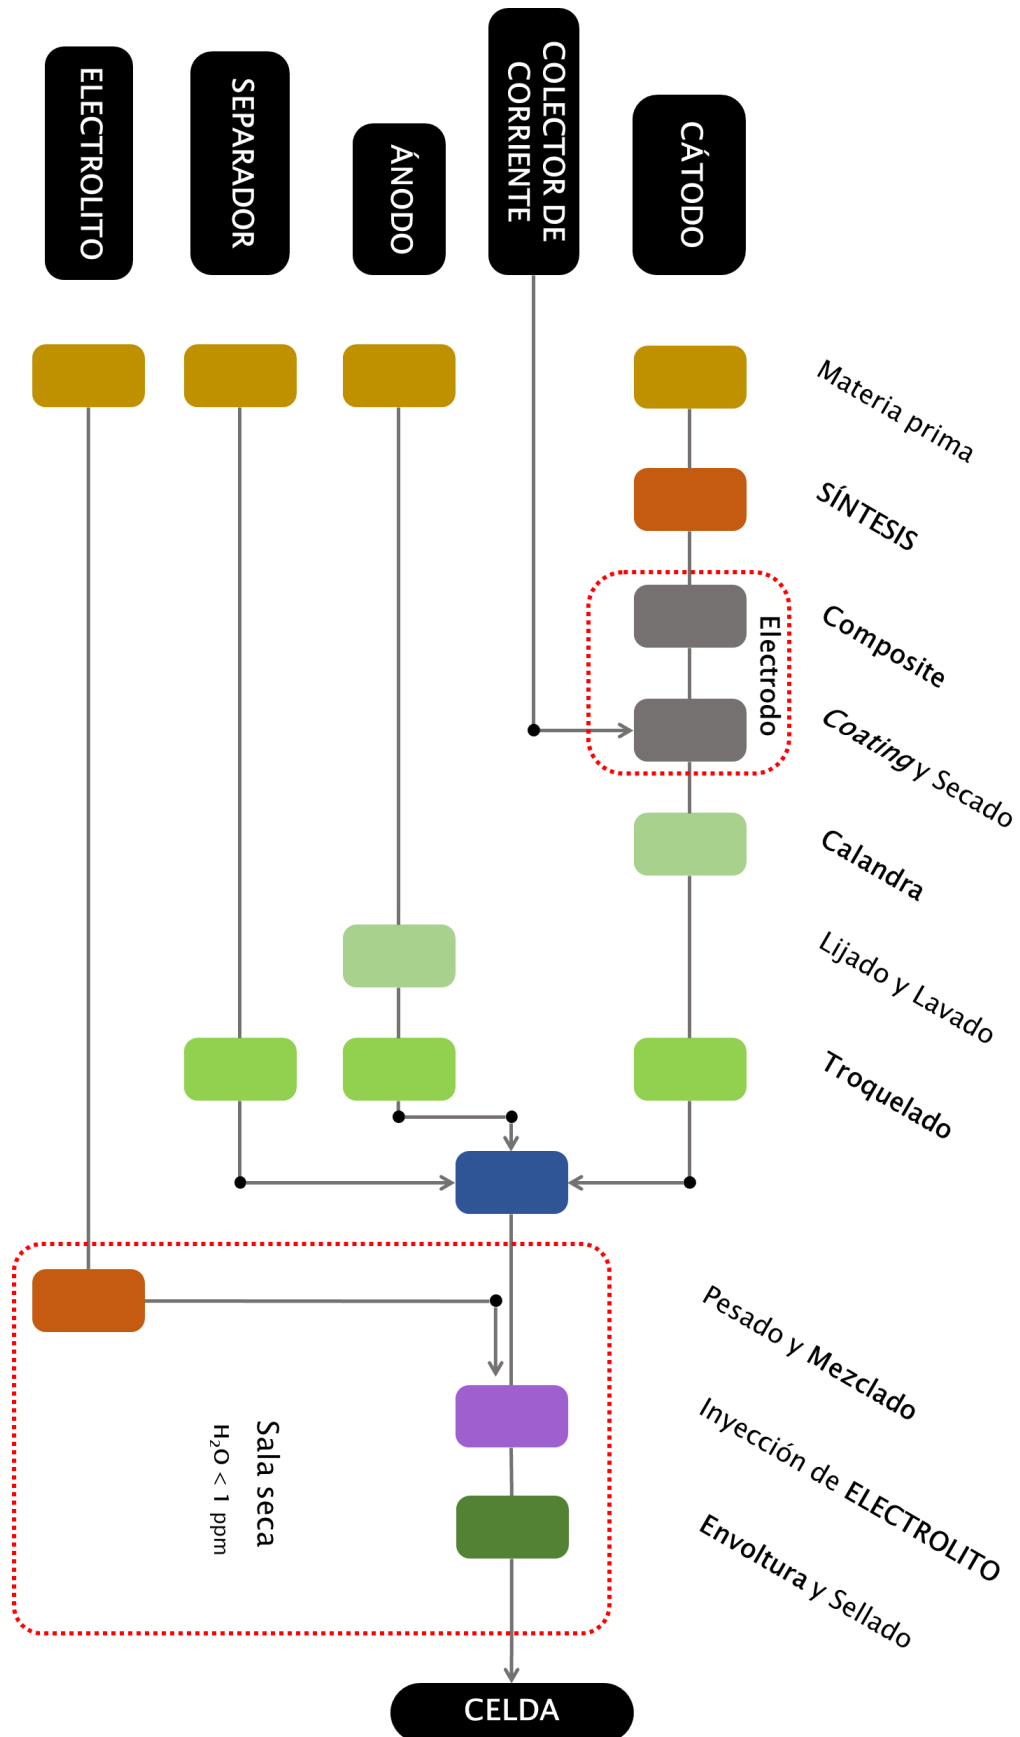 ELECTROLITO
SEPARADOR
ÁNODO
COLECTOR DE
CORRIENTE
CÁTODO
Materia prima
SÍNTESIS
Composite
Electrodo
Coating y Secado
Calandra
Lijado y Lavado
Troquelado
Pesado y Mezclado
Inyección de ELECTROLITO
Envoltura y Sellado
Sala seca
H₂O < 1 ppm
CELDA